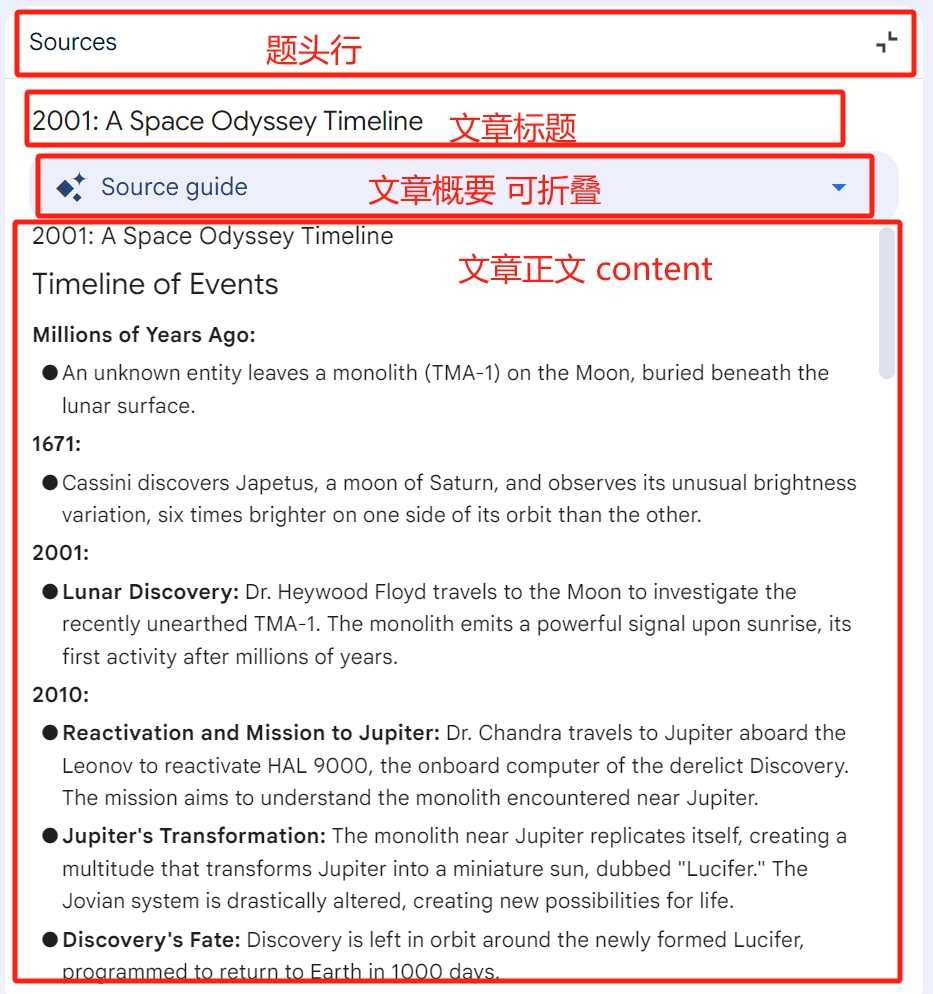 Sources 题头行
2001: A Space Odyssey Timeline 文章标题
Source guide 文章概要 可折叠
2001: A Space Odyssey Timeline
文章正文 content
Timeline of Events
Millions of Years Ago:
●An unknown entity leaves a monolith (TMA-1) on the Moon, buried beneath the
lunar surface.
1671:
●Cassini discovers Japetus, a moon of Saturn, and observes its unusual brightness
variation, six times brighter on one side of its orbit than the other.
2001:
●Lunar Discovery: Dr. Heywood Floyd travels to the Moon to investigate the
recently unearthed TMA-1. The monolith emits a powerful signal upon sunrise, its
first activity after millions of years.
2010:
●Reactivation and Mission to Jupiter: Dr. Chandra travels to Jupiter aboard the
Leonov to reactivate HAL 9000, the onboard computer of the derelict Discovery.
The mission aims to understand the monolith encountered near Jupiter.
●Jupiter's Transformation: The monolith near Jupiter replicates itself, creating a
multitude that transforms Jupiter into a miniature sun, dubbed "Lucifer." The
Jovian system is drastically altered, creating new possibilities for life.
●Discovery's Fate: Discovery is left in orbit around the newly formed Lucifer,
programmed to return to Earth in 1000 days.